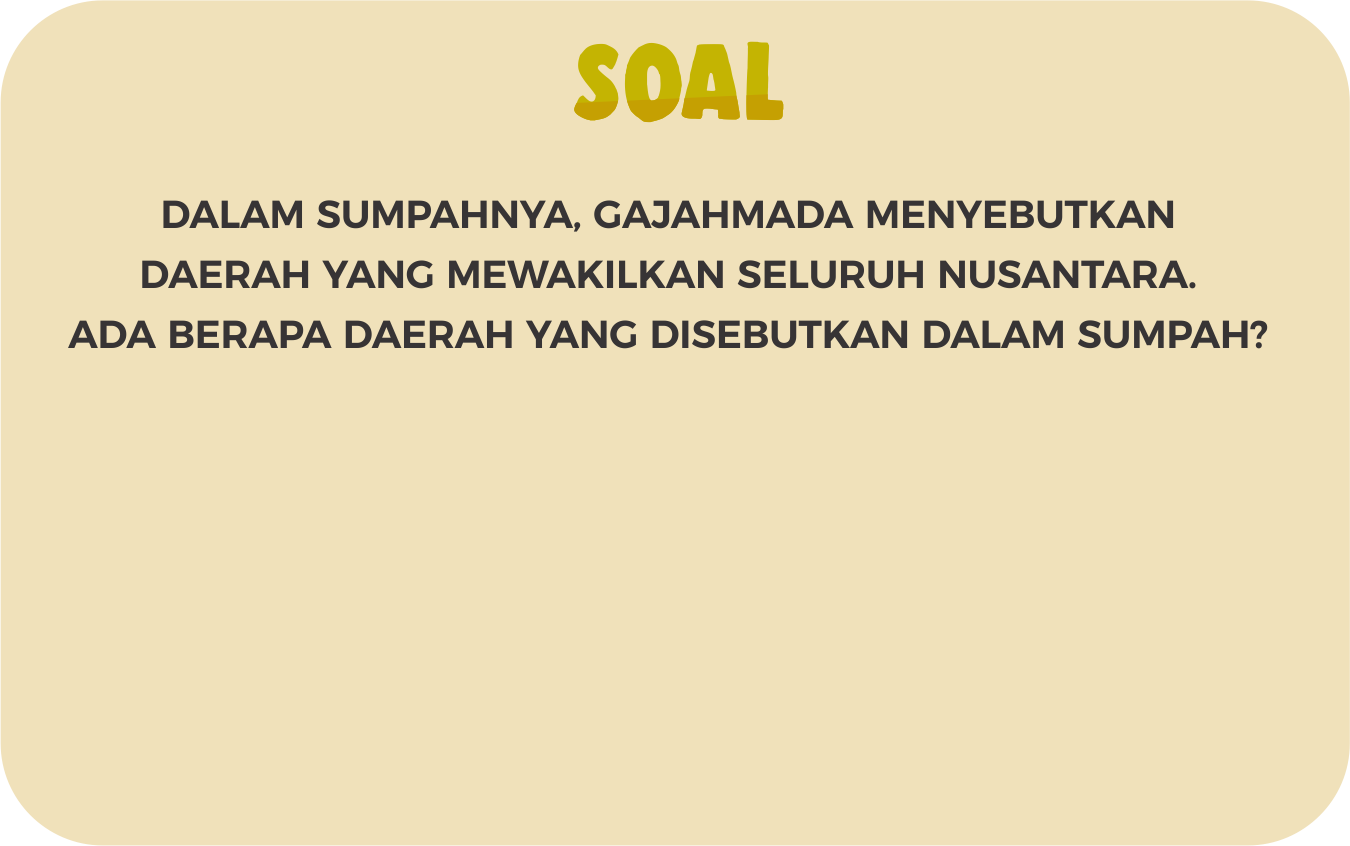 SOAL
DALAM SUMPAHNYA, GAJAHMADA MENYEBUTKAN
DAERAH YANG MEWAKILKAN SELURUH NUSANTARA.
ADA BERAPA DAERAH YANG DISEBUTKAN DALAM SUMPAH?